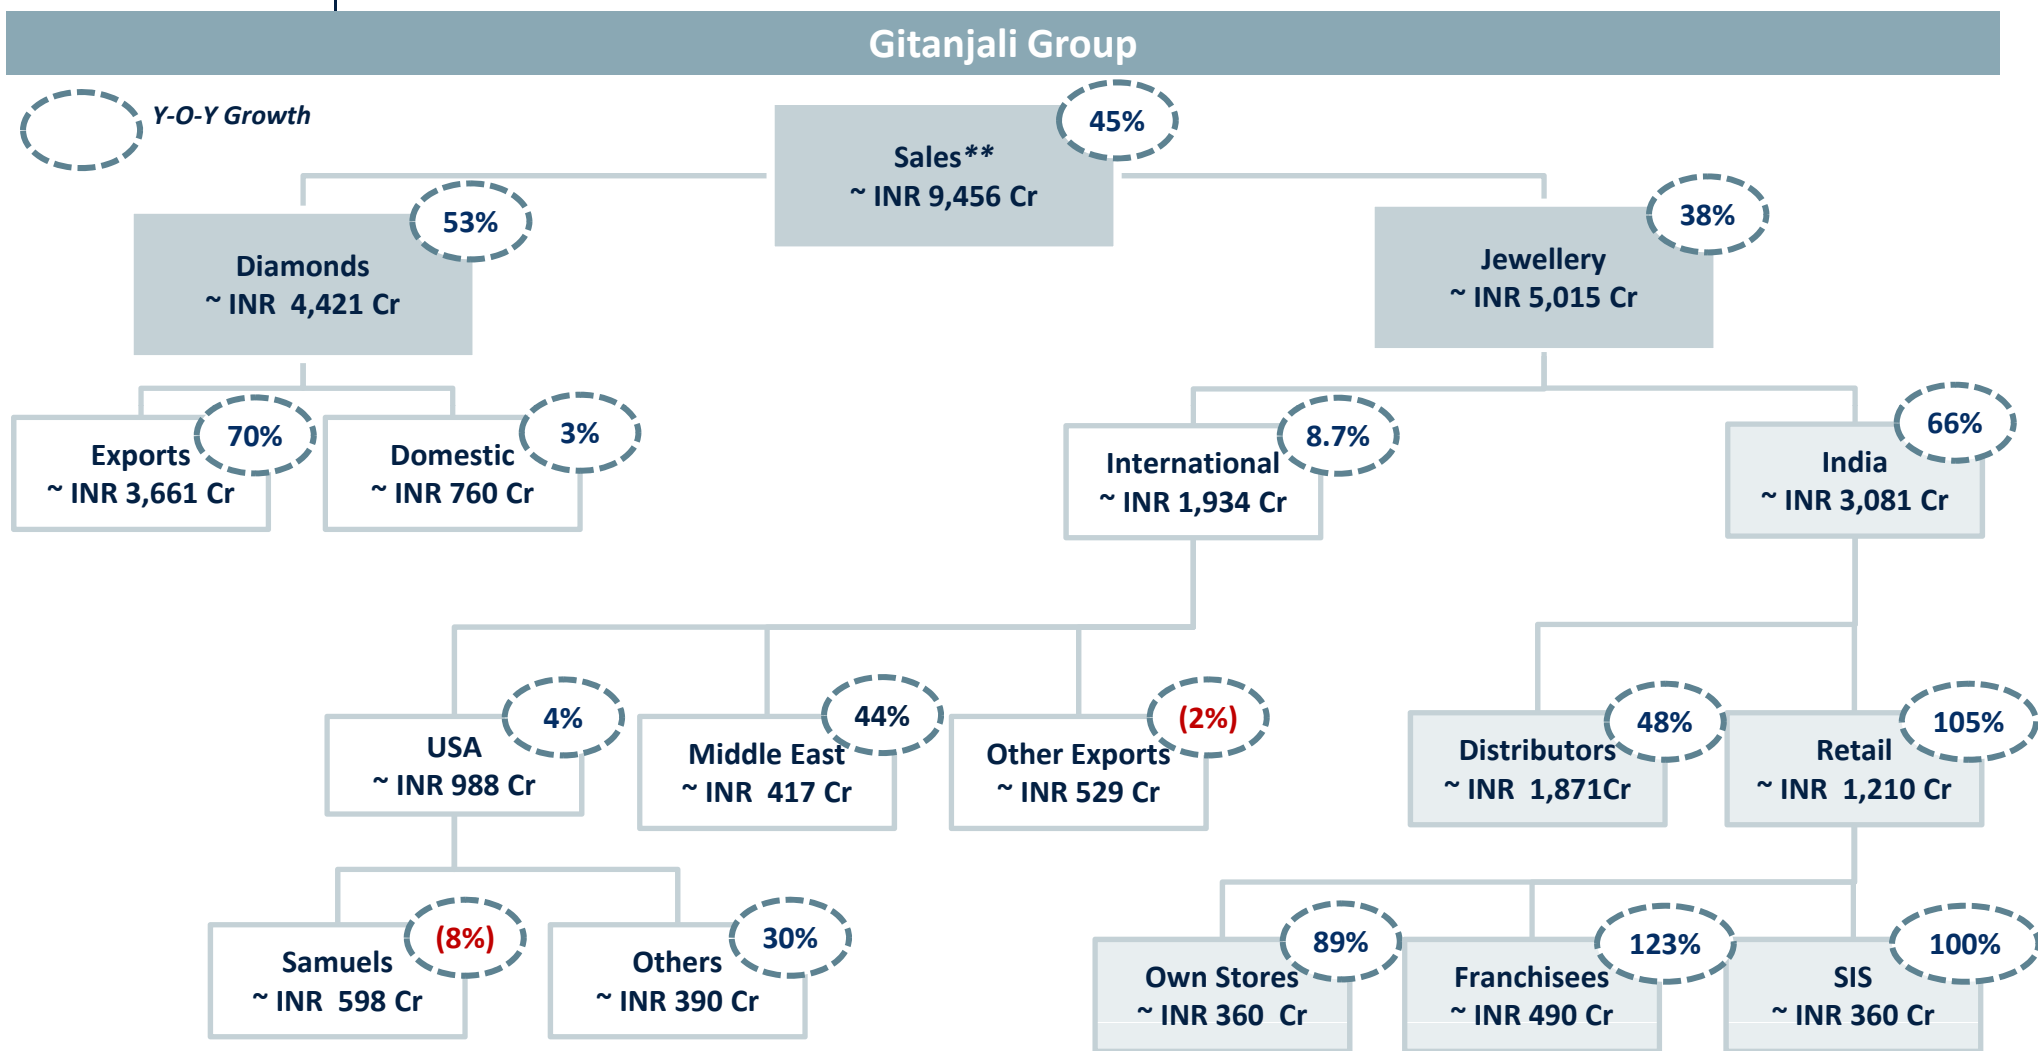 Gitanjali Group
Y-O-Y Growth
45%
Sales**
~ INR 9,456 Cr
53%
Diamonds
~ INR  4,421 Cr
38%
Jewellery
~ INR 5,015 Cr
70%
Exports
~ INR 3,661 Cr
3%
Domestic
~ INR 760 Cr
8.7%
International
~ INR 1,934 Cr
66%
India
~ INR 3,081 Cr
4%
USA
~ INR  988 Cr
44%
Middle East
~ INR  417 Cr
(2%)
Other Exports
~ INR 529 Cr
48%
Distributors
~ INR  1,871Cr
105%
Retail
~ INR  1,210 Cr
(8%)
Samuels
~ INR  598 Cr
30%
Others
~ INR 390 Cr
89%
Own Stores
~ INR 360  Cr
123%
Franchisees
~ INR 490 Cr
100%
SIS
~ INR 360 Cr